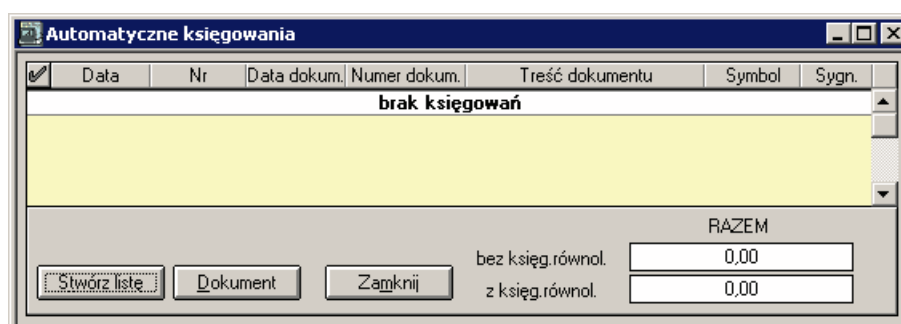 Automatyczne księgowania
Data Nr Data dokum. Numer dokum. Treść dokumentu Symbol Sygn.
brak księgowań
RAZEM
bez księg.równol. 0,00
Stwórz listę Dokument Zamknij
z księg.równol. 0,00